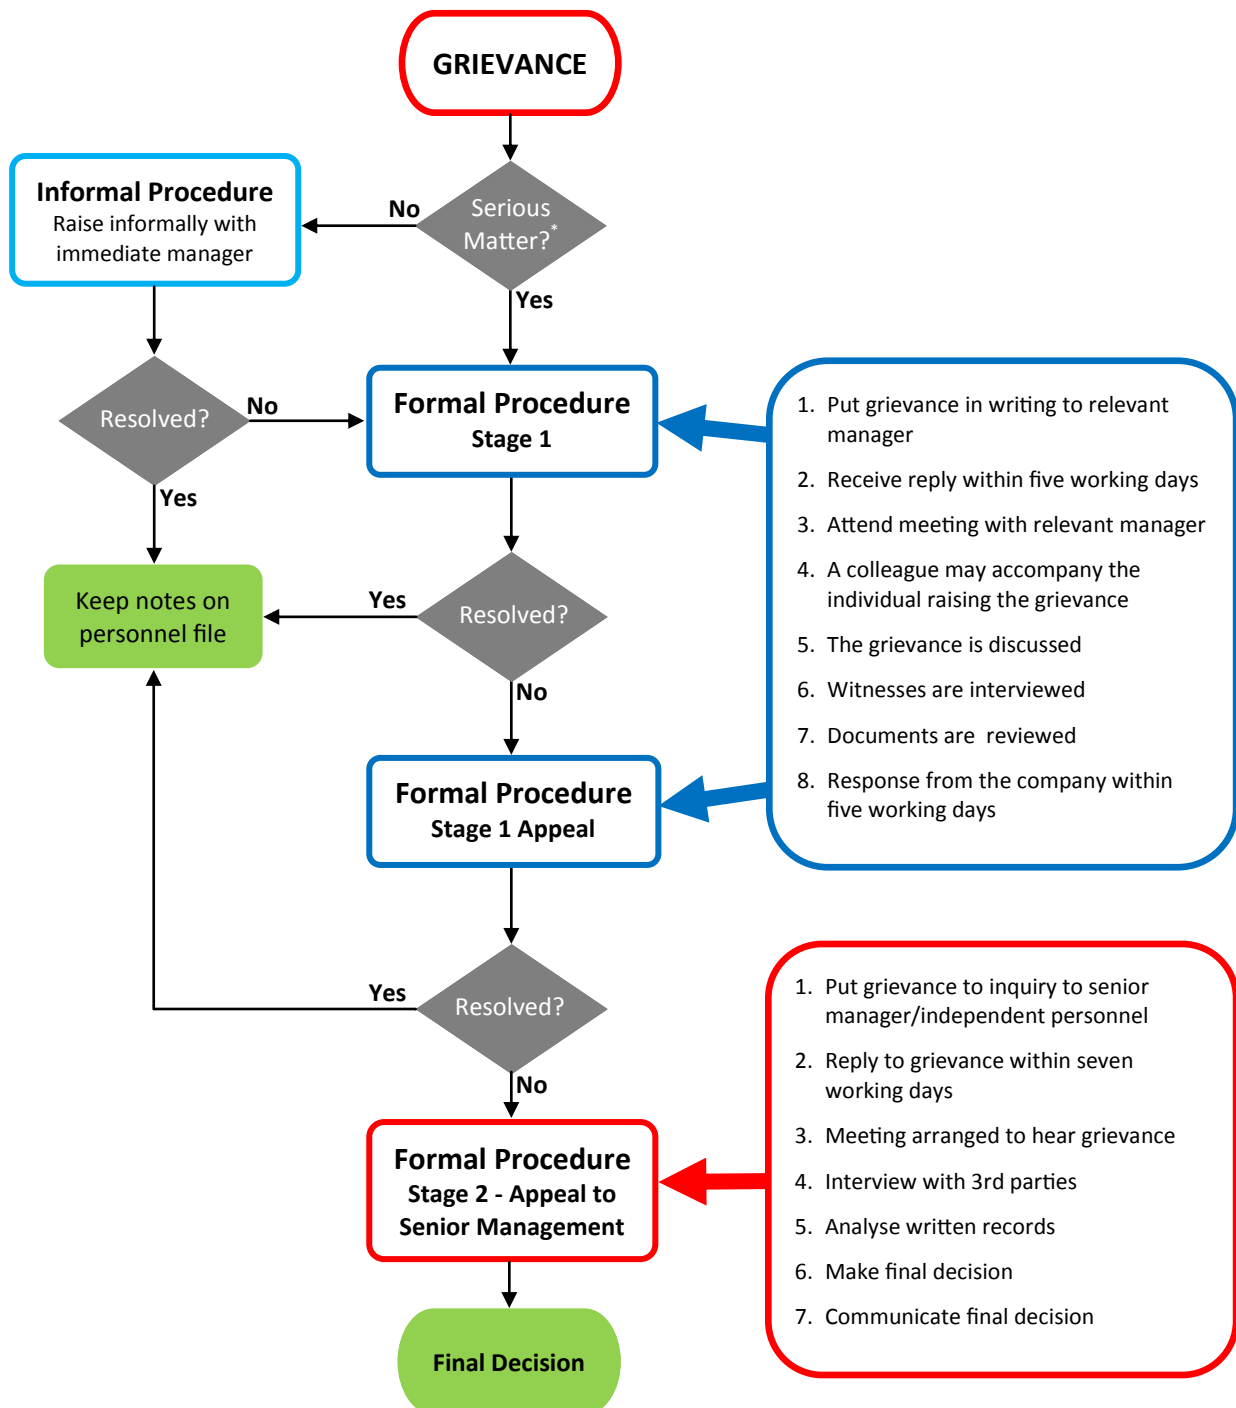 GRIEVANCE
Serious
Matter?*
No
Yes
Informal Procedure
Raise informally with
immediate manager
Resolved?
No
Yes
Formal Procedure
Stage 1
1. Put grievance in writing to relevant
manager
2. Receive reply within five working days
3. Attend meeting with relevant manager
4. A colleague may accompany the
individual raising the grievance
5. The grievance is discussed
6. Witnesses are interviewed
7. Documents are reviewed
8. Response from the company within
five working days
Keep notes on
personnel file
Yes
Resolved?
No
Formal Procedure
Stage 1 Appeal
Yes
Resolved?
No
Formal Procedure
Stage 2 - Appeal to
Senior Management
1. Put grievance to inquiry to senior
manager/independent personnel
2. Reply to grievance within seven
working days
3. Meeting arranged to hear grievance
4. Interview with 3rd parties
5. Analyse written records
6. Make final decision
7. Communicate final decision
Final Decision